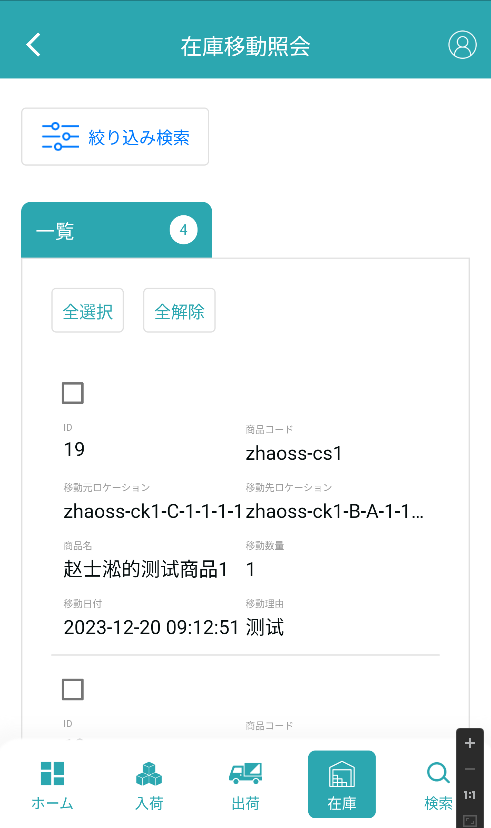 在庫移動照会
絞り込み検索
一覧 4
全選択 全解除
ID 商品コード
19 zhaoss-cs1
移動元ロケーション 移動先ロケーション
zhaoss-ck1-C-1-1-1-1 zhaoss-ck1-B-A-1-1...
商品名 移動数量
赵士淞的测试商品1 1
移動日付 移動理由
2023-12-20 09:12:51 测试
ID 商品コード
ホーム 入荷 出荷 在庫 検索
1:1